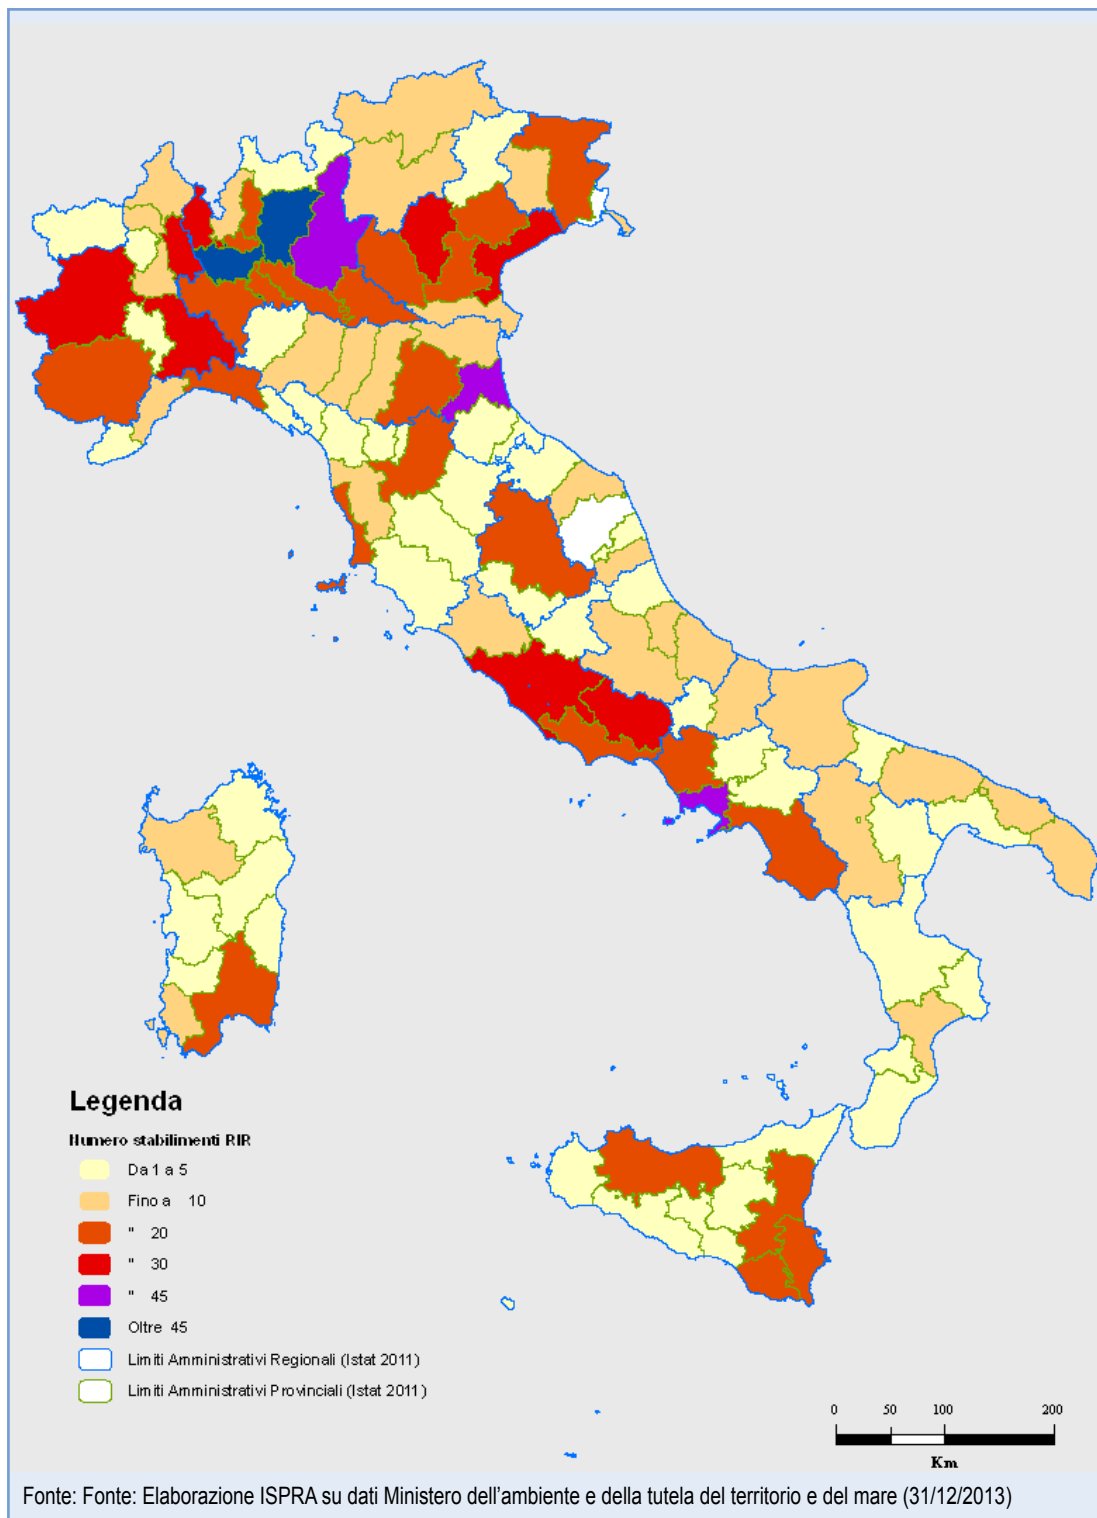 Legenda
Numero stabilimenti RIR
Da 1 a 5
Fino a 10
" 20
" 30
" 45
Oltre 45
Limiti Amministrativi Regionali (Istat 2011)
Limiti Amministrativi Provinciali (Istat 2011)
0 50 100 200
Km
Fonte: Fonte: Elaborazione ISPRA su dati Ministero dell'ambiente e della tutela del territorio e del mare (31/12/2013)